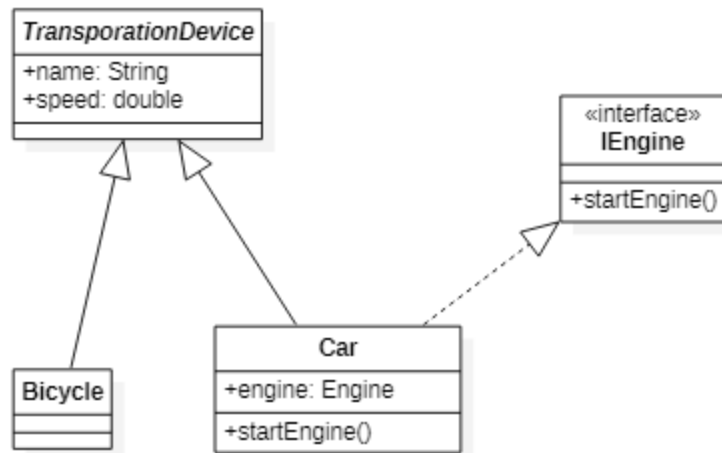 TransporationDevice
+name: String
+speed: double
«interface»
IEngine
+startEngine()
Car
+engine: Engine
+startEngine()
Bicycle